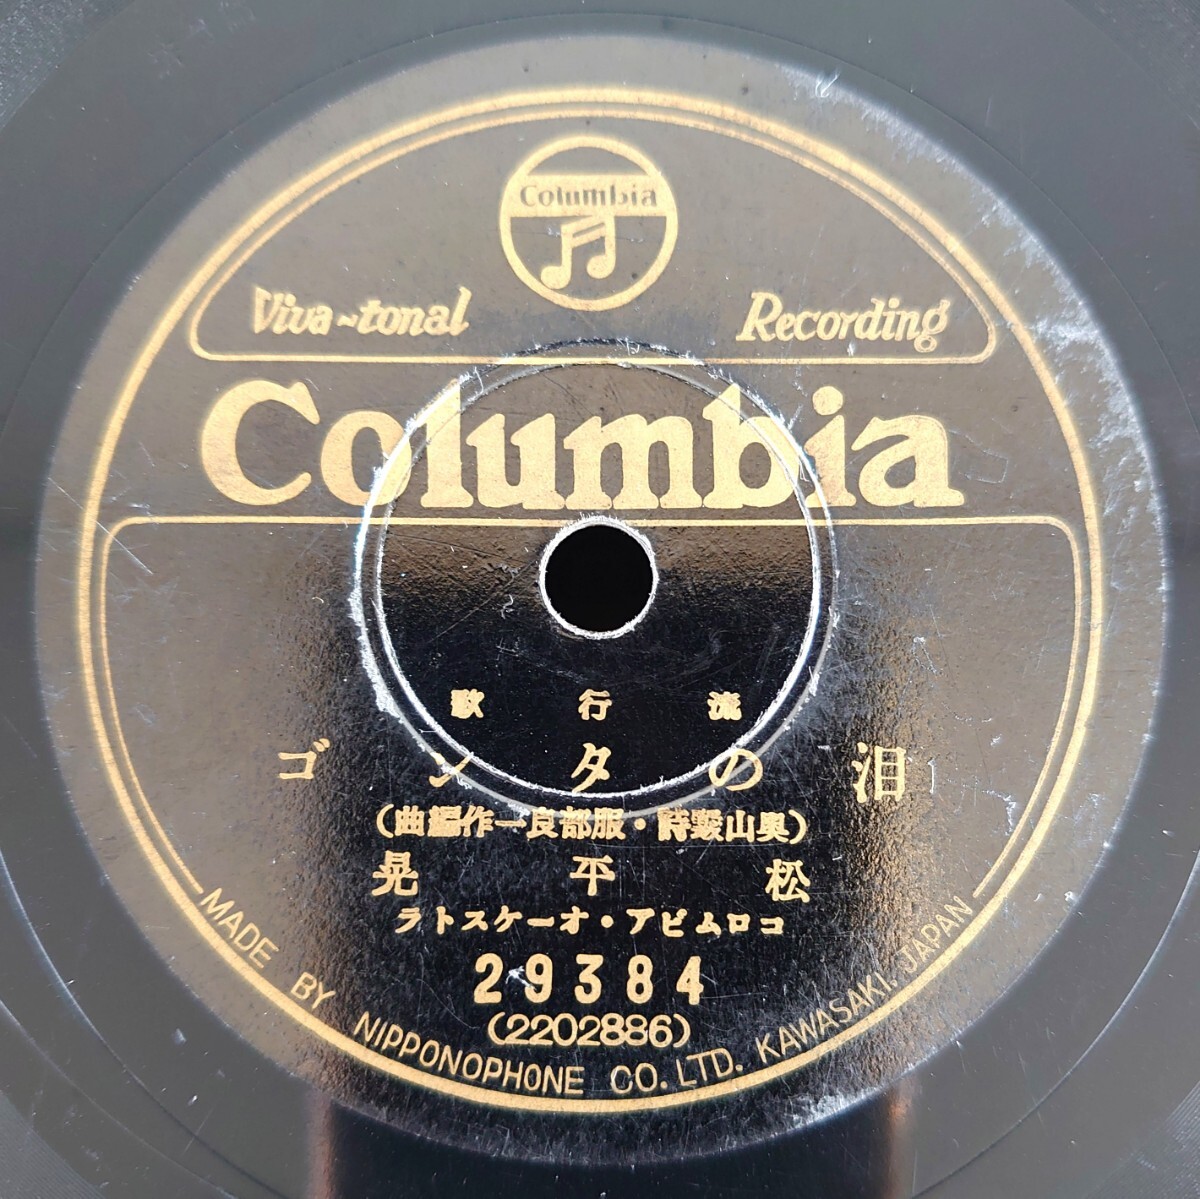 Columbia
Viva-tonal Recording
Columbia
流行歌
泪のタンゴ
(奥山靉詩・服部良一作編曲)
松平晃
コロムビア・オーケストラ
29384
(2202886)
MADE BY NIPPONOPHONE CO. LTD. KAWASAKI, JAPAN